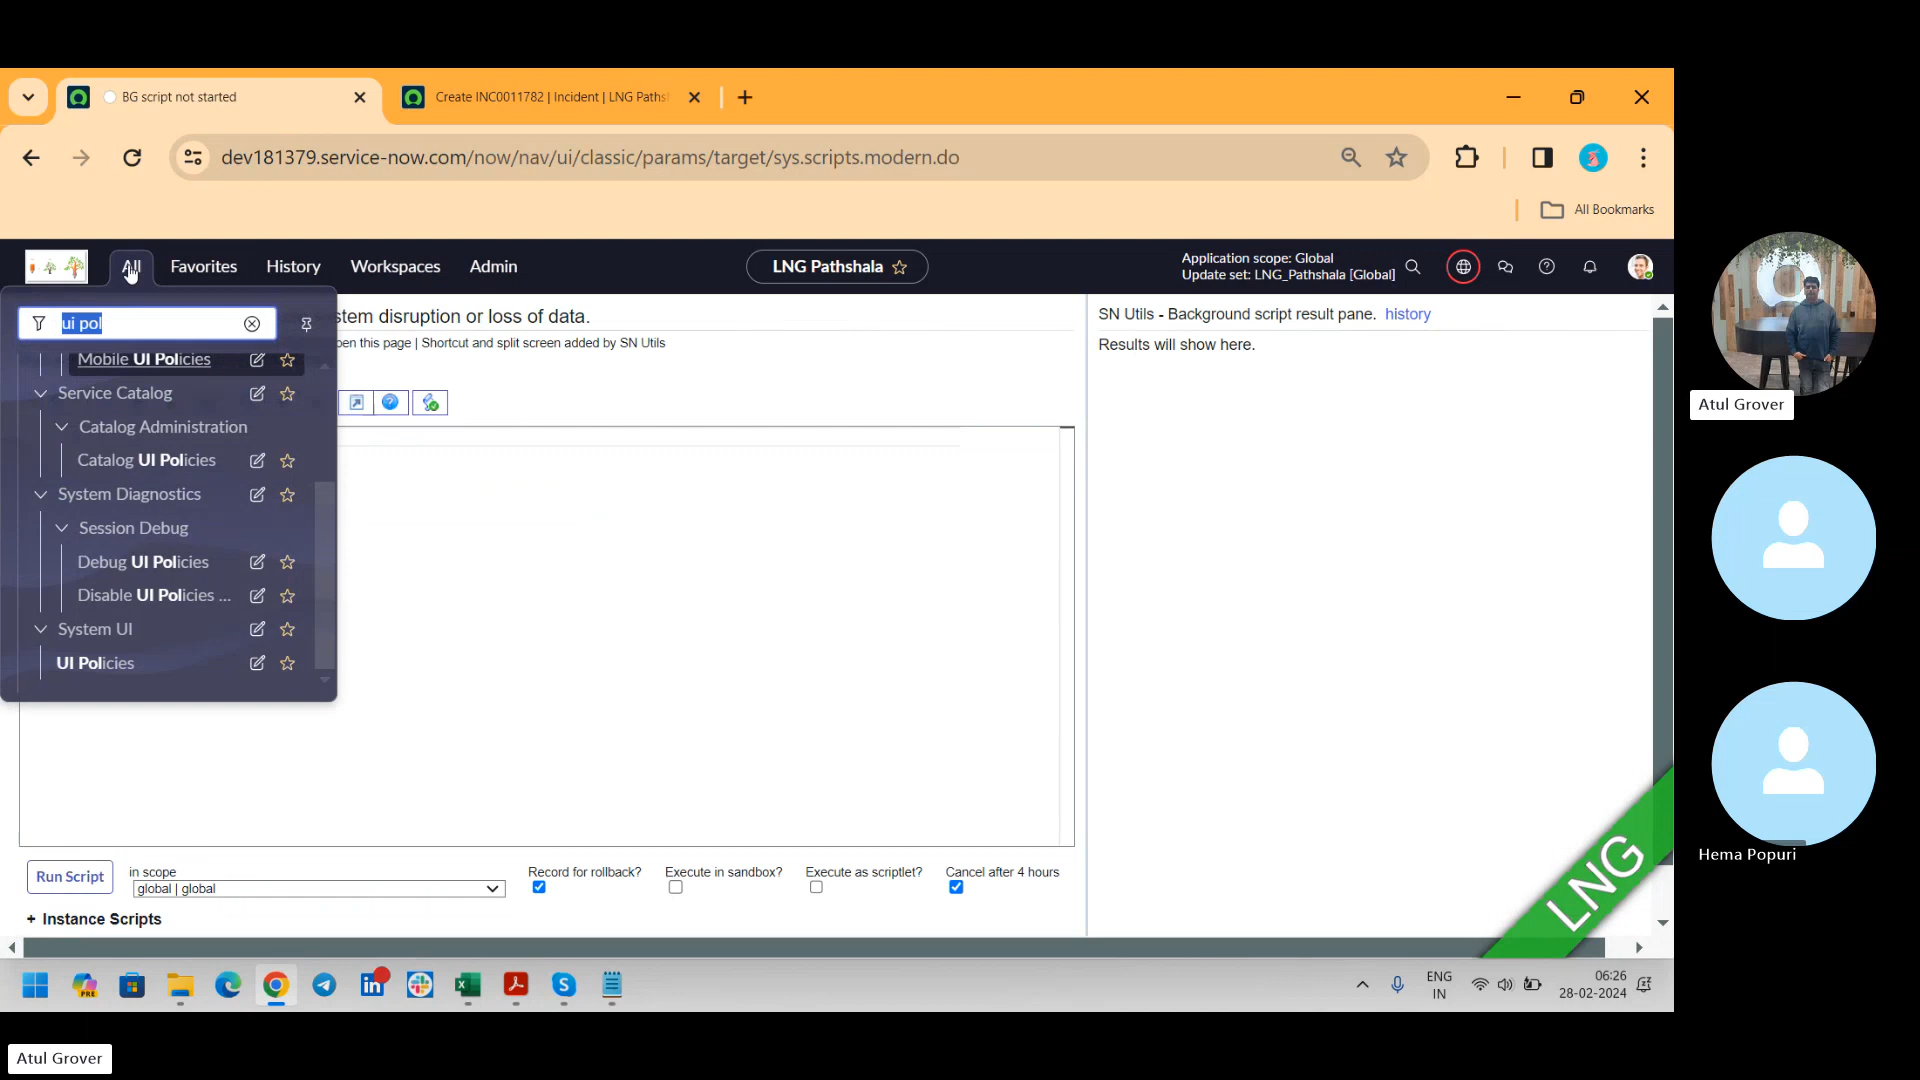 BG script not started
Create INC0011782 | Incident | LNG Paths
dev181379.service-now.com/now/nav/ui/classic/params/target/sys.scripts.modern.do
All Bookmarks
All
Favorites
History
Workspaces
Admin
LNG Pathshala
Application scope: Global
Update set: LNG_Pathshala [Global]
ui pol
Mobile UI Policies
Service Catalog
Catalog Administration
Catalog UI Policies
System Diagnostics
Session Debug
Debug UI Policies
Disable UI Policies ...
System UI
UI Policies
stem disruption or loss of data.
pen this page | Shortcut and split screen added by SN Utils
SN Utils - Background script result pane. history
Results will show here.
Run Script
in scope
global | global
Record for rollback?
Execute in sandbox?
Execute as scriptlet?
Cancel after 4 hours
+ Instance Scripts
LNG
PRE
ENG
IN
06:26
28-02-2024
Atul Grover
Hema Popuri
Atul Grover